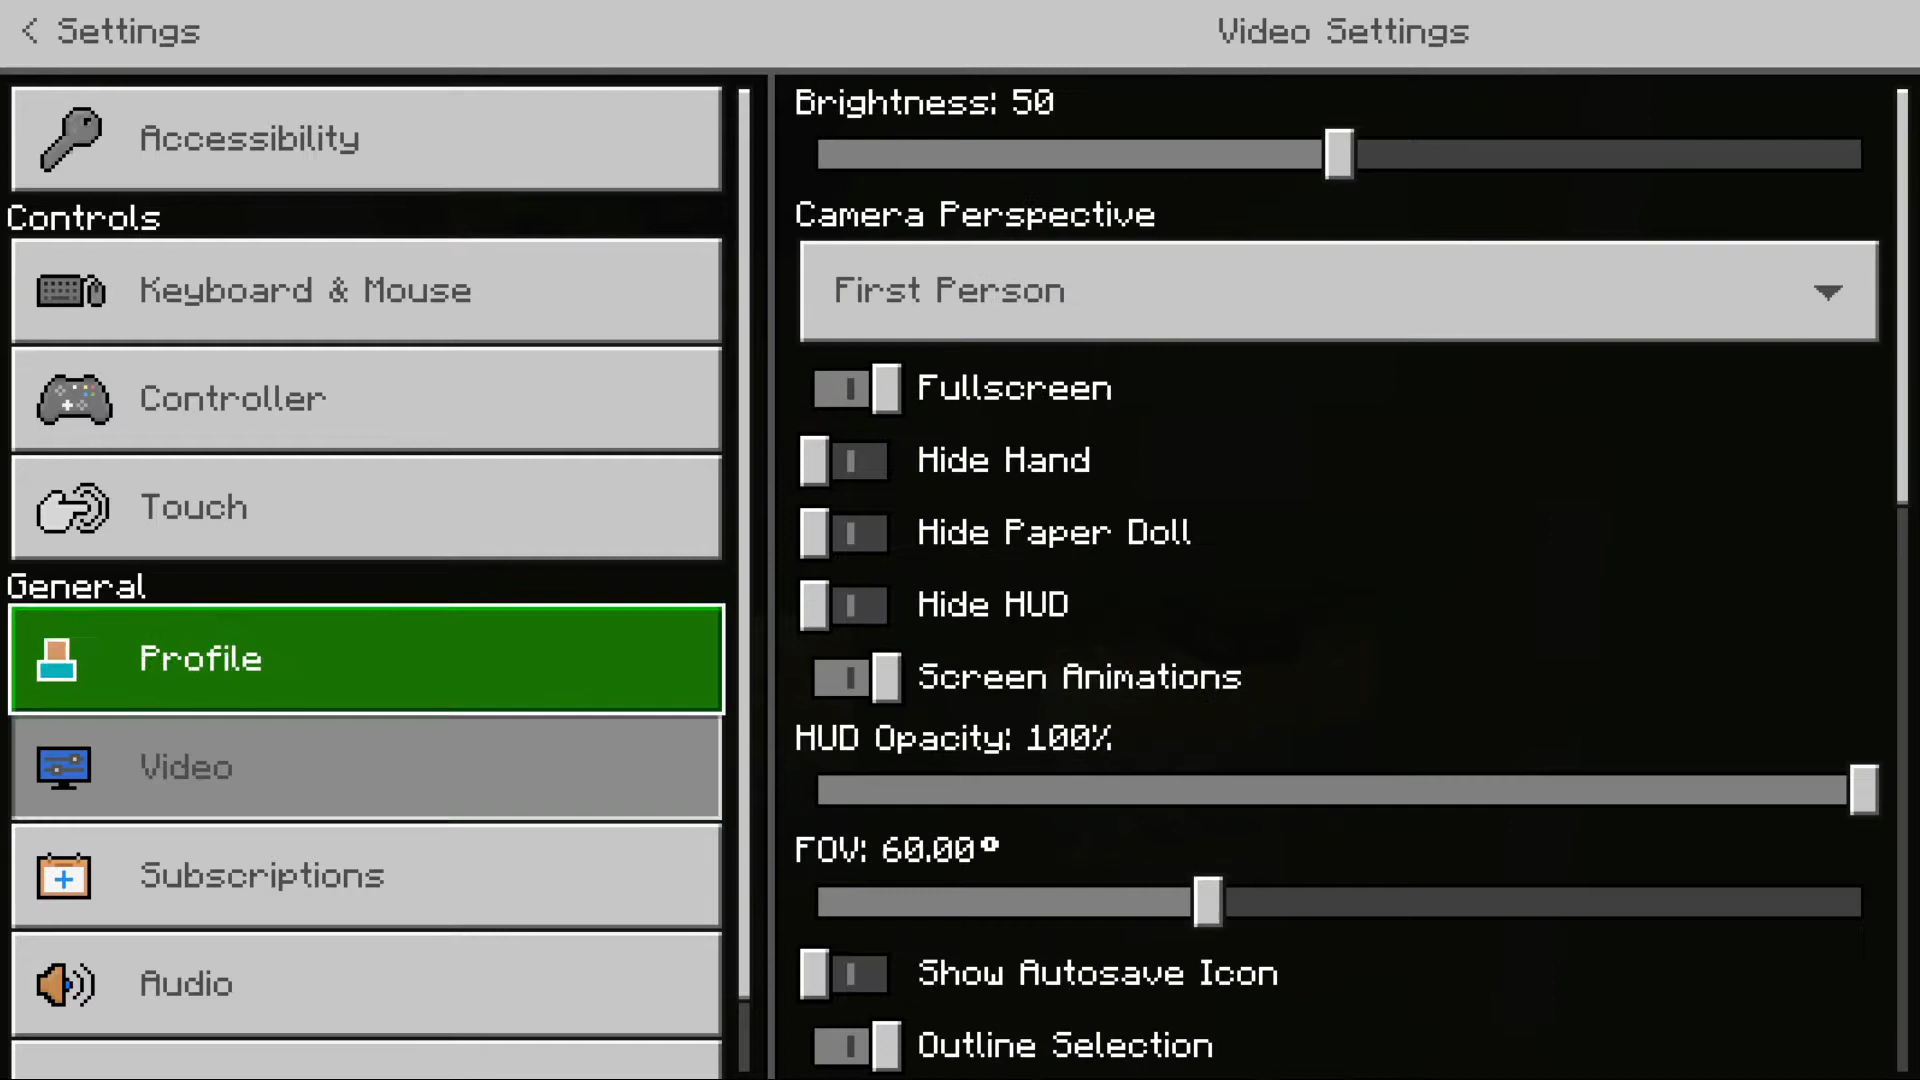 Settings
Video Settings
Accessibility
Controls
Keyboard & Mouse
Controller
Touch
General
Profile
Video
Subscriptions
Audio
Brightness: 50
Camera Perspective
First Person
Fullscreen
Hide Hand
Hide Paper Doll
Hide HUD
Screen Animations
HUD Opacity: 100%
FOV: 60.00°
Show Autosave Icon
Outline Selection